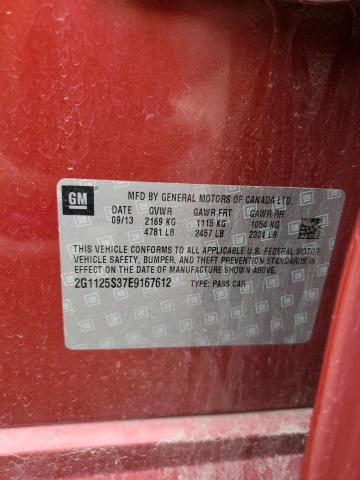 GM
MFD BY GENERAL MOTORS OF CANADA LTD.
DATE GVWR GAWR FRT GAWR RR
09/13 2169 KG 1115 KG 1054 KG
4781 LB 2457 LB 2324 LB
THIS VEHICLE CONFORMS TO ALL APPLICABLE U.S. FEDERAL MOTOR
VEHICLE SAFETY, BUMPER, AND THEFT PREVENTION STANDARDS IN
EFFECT ON THE DATE OF MANUFACTURE SHOWN ABOVE.
2G1125S37E9167612 TYPE: PASS CAR